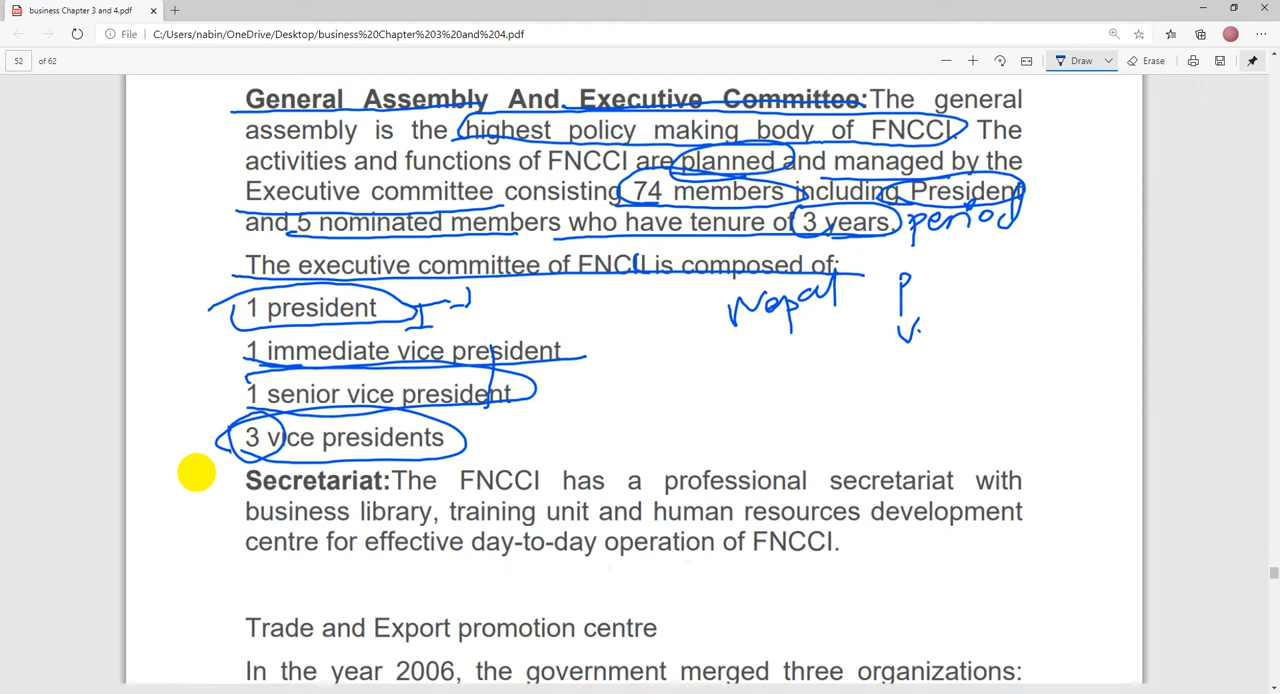 business Chapter 3 and 4.pdf
File C:/Users/nabin/OneDrive/Desktop/business%20Chapter%203%20and%204.pdf
52 of 62 Draw Erase
General Assembly And Executive Committee:The general
assembly is the highest policy making body of FNCCI. The
activities and functions of FNCCI are planned and managed by the
Executive committee consisting 74 members including President
and 5 nominated members who have tenure of 3 years.
period
The executive committee of FNCCI is composed of:
Nepal P
1 president
V
1 immediate vice president
1 senior vice president
3 vice presidents
Secretariat:The FNCCI has a professional secretariat with
business library, training unit and human resources development
centre for effective day-to-day operation of FNCCI.
Trade and Export promotion centre
In the year 2006, the government merged three organizations: